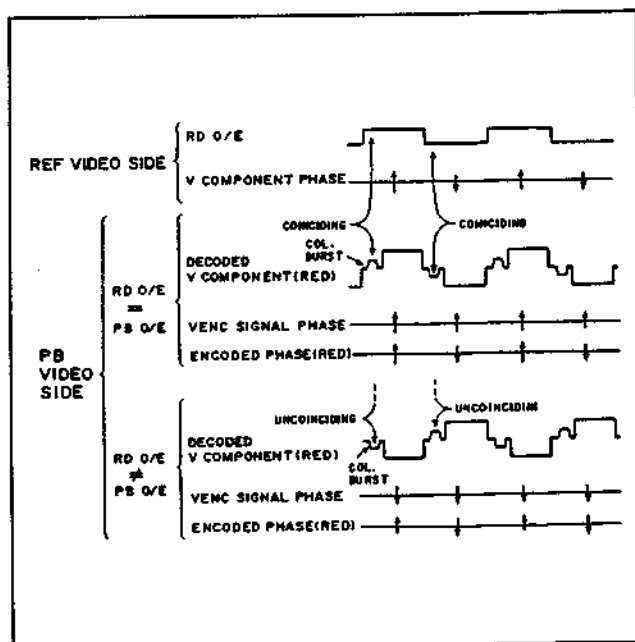 RD O/E
REF VIDEO SIDE
V COMPONENT PHASE
COINCIDING
COINCIDING
COL.
BURST
DECODED
V COMPONENT(RED)
RD O/E
=
PB O/E
VENC SIGNAL PHASE
ENCODED PHASE(RED)
PB
VIDEO
SIDE
UNCOINCIDING
UNCOINCIDING
DECODED
V COMPONENT(RED)
COL.
BURST
RD O/E
≠
PB O/E
VENC SIGNAL PHASE
ENCODED PHASE(RED)